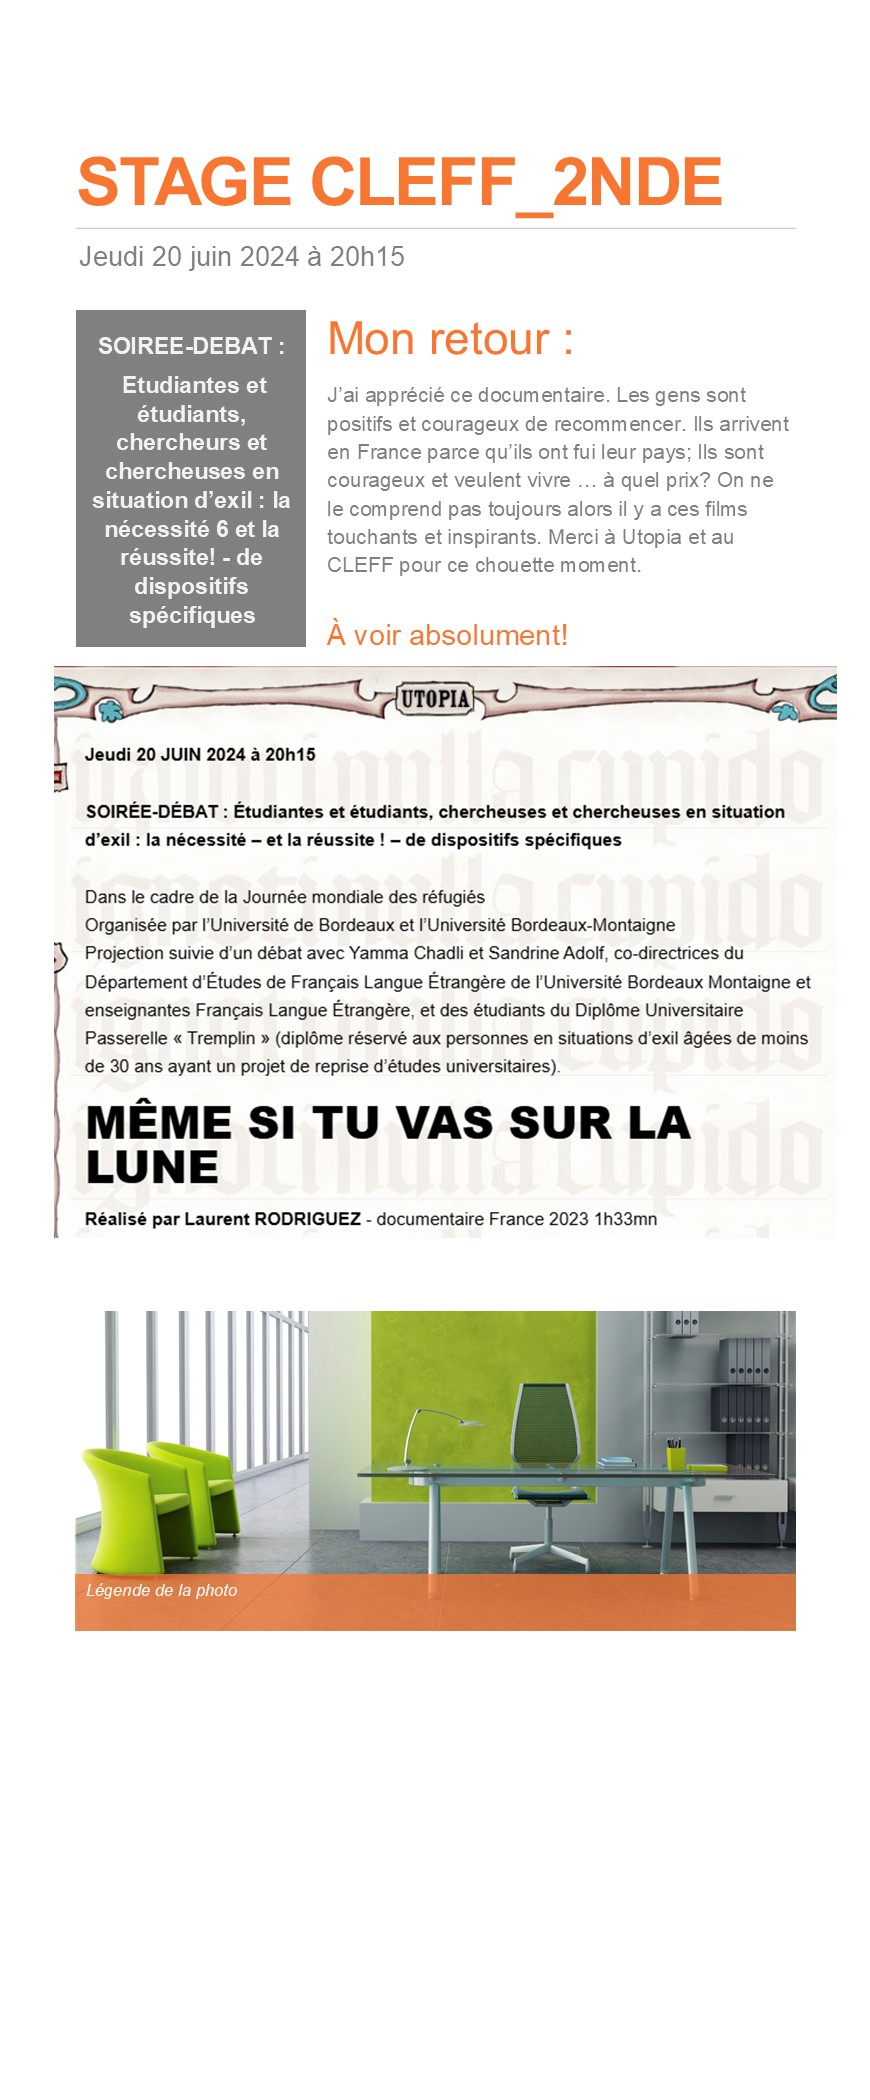 STAGE CLEFF_2NDE
Jeudi 20 juin 2024 à 20h15
SOIREE-DEBAT :
Etudiantes et
étudiants,
chercheurs et
chercheuses en
situation d’exil : la
nécessité 6 et la
réussite! - de
dispositifs
spécifiques
Mon retour :
J’ai apprécié ce documentaire. Les gens sont
positifs et courageux de recommencer. Ils arrivent
en France parce qu’ils ont fui leur pays; Ils sont
courageux et veulent vivre … à quel prix? On ne
le comprend pas toujours alors il y a ces films
touchants et inspirants. Merci à Utopia et au
CLEFF pour ce chouette moment.
À voir absolument!
UTOPIA
Jeudi 20 JUIN 2024 à 20h15
SOIRÉE-DÉBAT : Étudiantes et étudiants, chercheuses et chercheuses en situation
d’exil : la nécessité – et la réussite ! – de dispositifs spécifiques
Dans le cadre de la Journée mondiale des réfugiés
Organisée par l’Université de Bordeaux et l’Université Bordeaux-Montaigne
Projection suivie d’un débat avec Yamma Chadli et Sandrine Adolf, co-directrices du
Département d’Études de Français Langue Étrangère de l’Université Bordeaux Montaigne et
enseignantes Français Langue Étrangère, et des étudiants du Diplôme Universitaire
Passerelle « Tremplin » (diplôme réservé aux personnes en situations d’exil âgées de moins
de 30 ans ayant un projet de reprise d’études universitaires).
MÊME SI TU VAS SUR LA
LUNE
Réalisé par Laurent RODRIGUEZ - documentaire France 2023 1h33mn
Légende de la photo